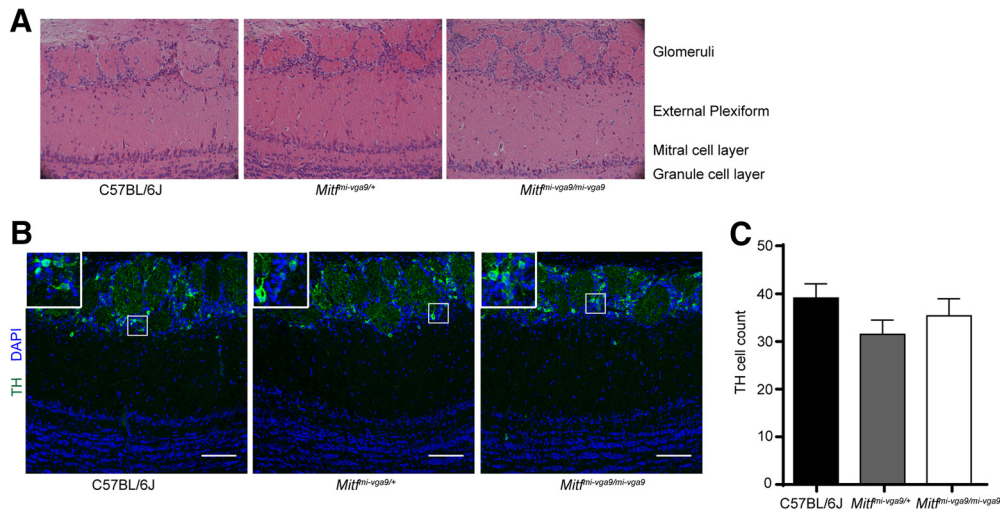 A
Glomeruli
External Plexiform
Mitral cell layer
Granule cell layer
C57BL/6J
Mitfmi-vga9/+
Mitfmi-vga9/mi-vga9
B
TH DAPI
C57BL/6J
Mitfmi-vga9/+
Mitfmi-vga9/mi-vga9
C
TH cell count
50
40
30
20
10
0
C57BL/6J
Mitfmi-vga9/+
Mitfmi-vga9/mi-vga9